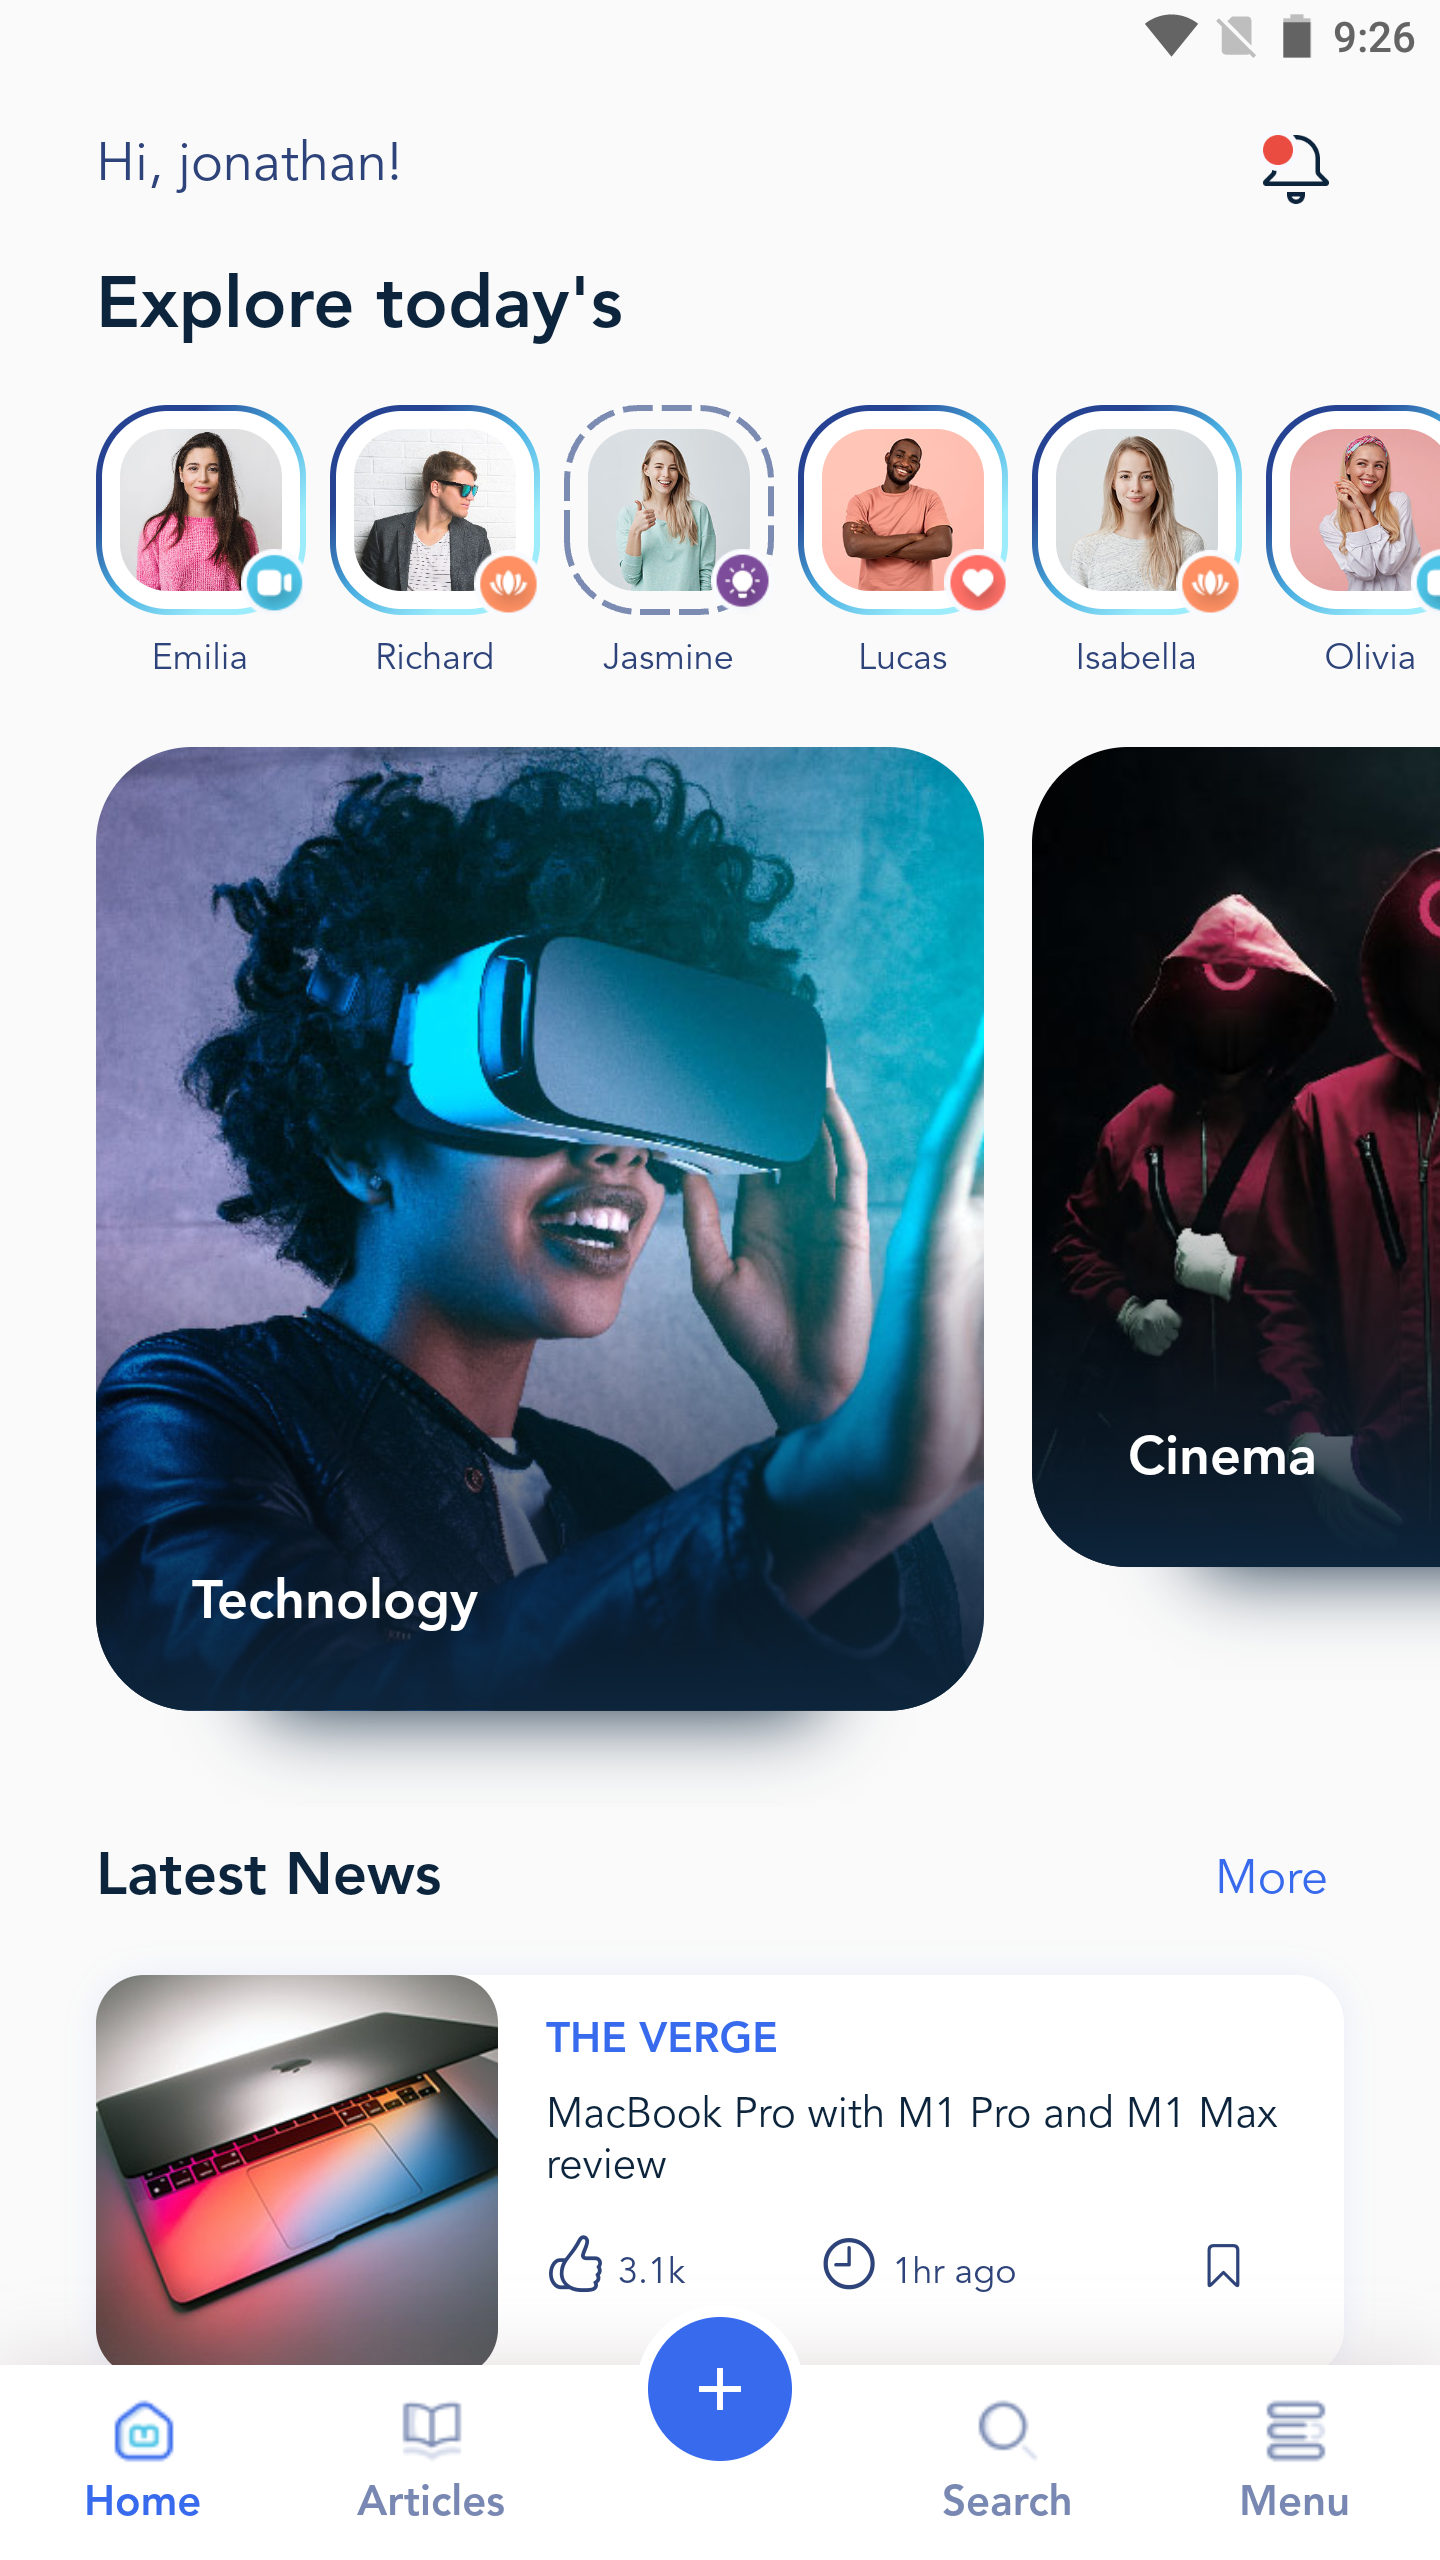 9:26
Hi, jonathan!
Explore today's
Emilia
Richard
Jasmine
Lucas
Isabella
Olivia
Technology
Cinema
Latest News
More
THE VERGE
MacBook Pro with M1 Pro and M1 Max
review
3.1k
1hr ago
Home
Articles
Search
Menu